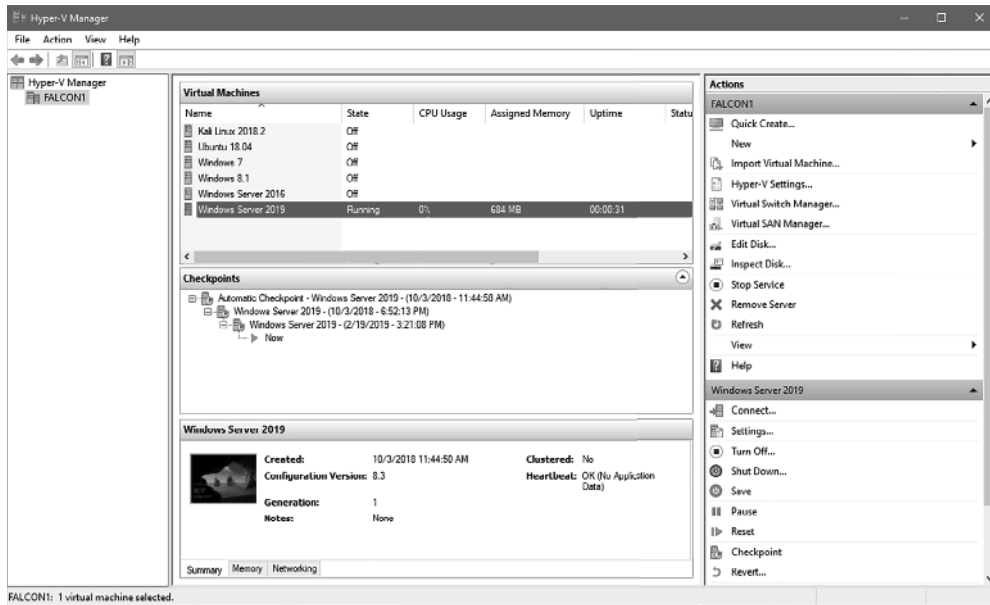 Hyper-V Manager
File Action View Help
Hyper-V Manager
FALCON1
Virtual Machines
Name State CPU Usage Assigned Memory Uptime Statu
Kali Linux 2018.2 Off
Ubuntu 18.04 Off
Windows 7 Off
Windows 8.1 Off
Windows Server 2016 Off
Windows Server 2019 Running 0% 684 MB 00:00:31
Checkpoints
Automatic Checkpoint - Windows Server 2019 - (10/3/2018 - 11:44:50 AM)
Windows Server 2019 - (10/3/2018 - 6:52:13 PM)
Windows Server 2019 - (2/19/2019 - 3:21:08 PM)
Now
Windows Server 2019
Created: 10/3/2018 11:44:50 AM
Configuration Version: 8.3
Generation: 1
Notes: None
Clustered: No
Heartbeat: OK (No Application
Data)
Summary Memory Networking
Actions
FALCON1
Quick Create...
New
Import Virtual Machine...
Hyper-V Settings...
Virtual Switch Manager...
Virtual SAN Manager...
Edit Disk...
Inspect Disk...
Stop Service
Remove Server
Refresh
View
Help
Windows Server 2019
Connect...
Settings...
Turn Off...
Shut Down...
Save
Pause
Reset
Checkpoint
Revert...
FALCON1: 1 virtual machine selected.